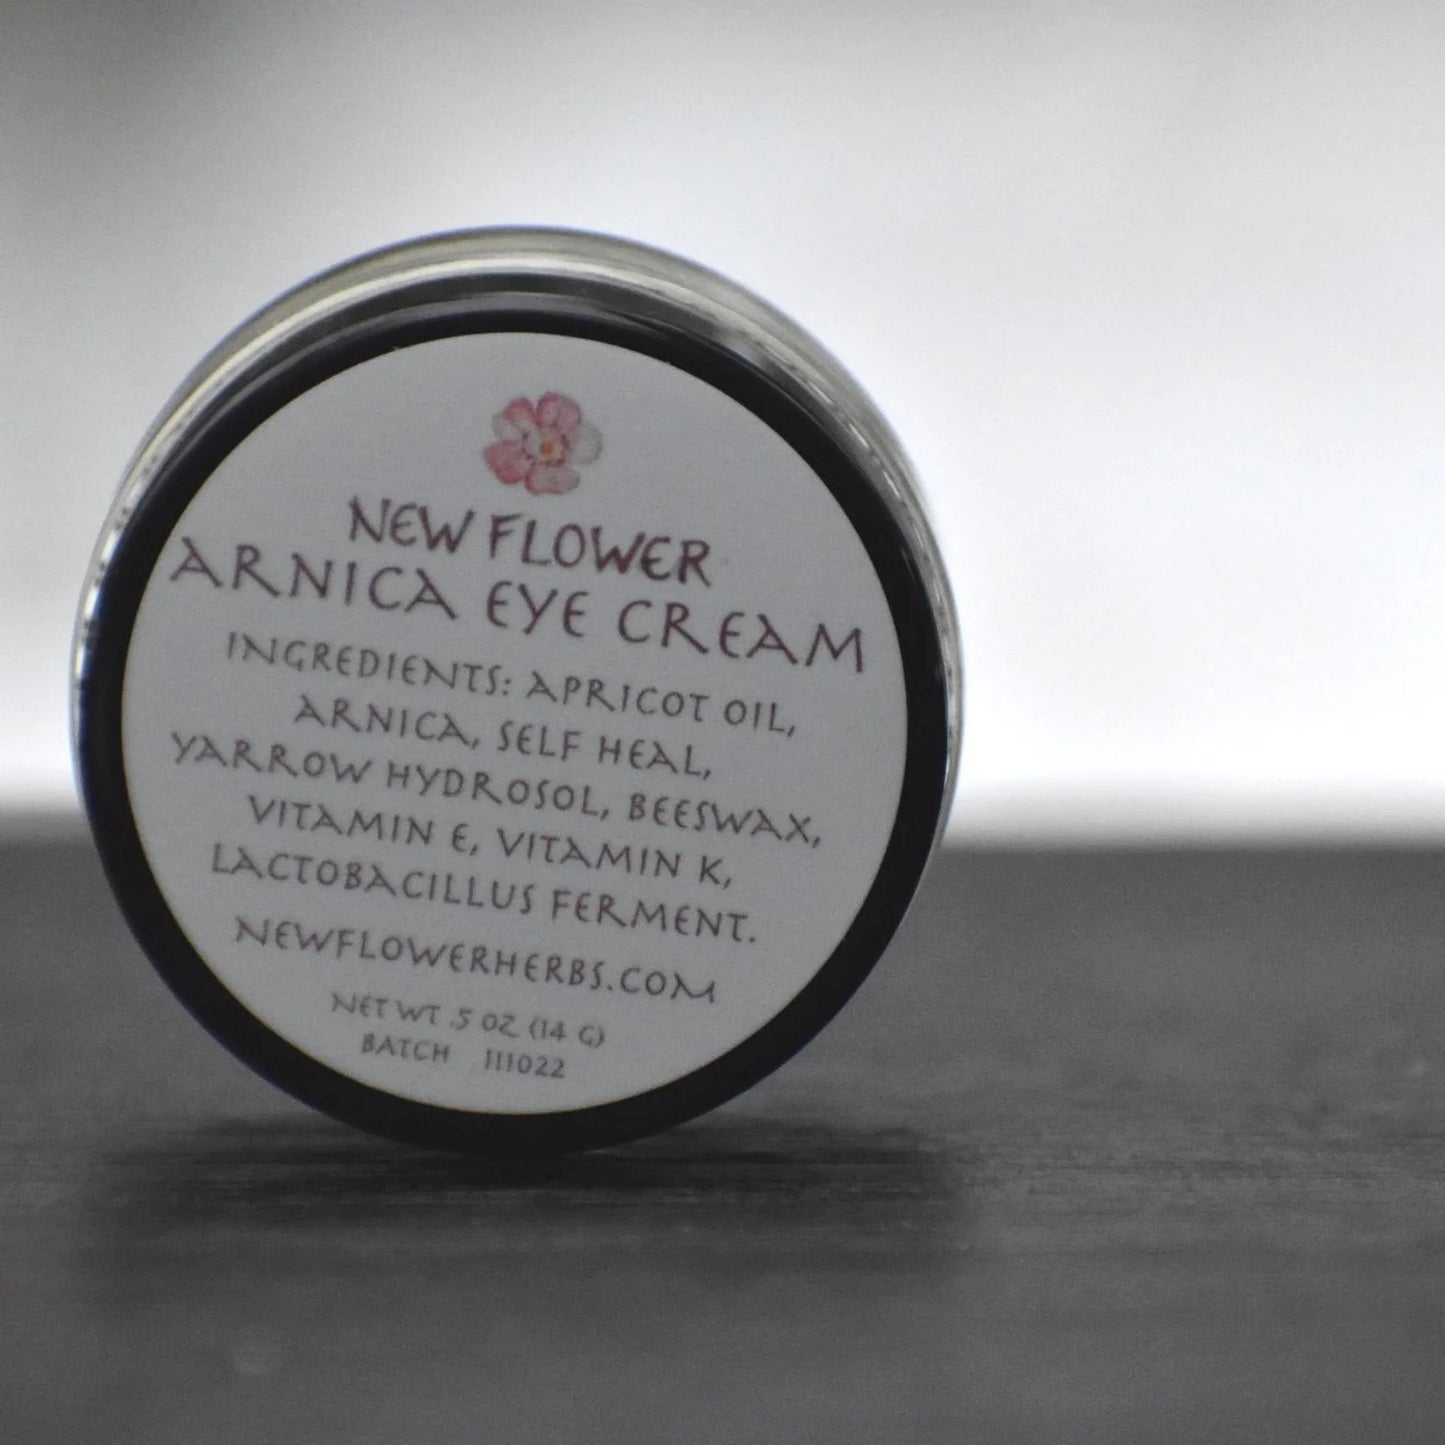 NEW FLOWER
ARNICA EYE CREAM
INGREDIENTS: APRICOT OIL,
ARNICA, SELF HEAL,
YARROW HYDROSOL, BEESWAX,
VITAMIN E, VITAMIN K,
LACTOBACILLUS FERMENT.
NEWFLOWERHERBS.COM
NET WT .5 OZ (14 G)
BATCH 111022